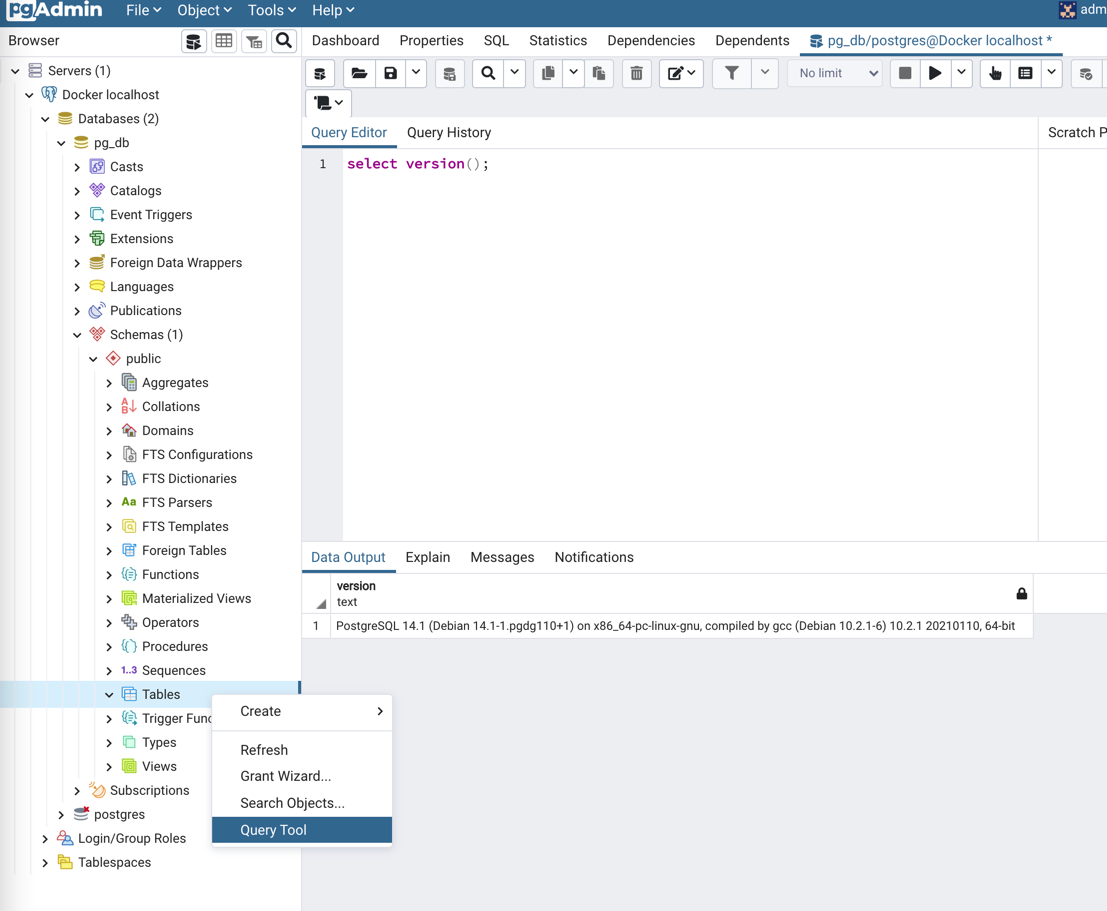 pgAdmin File Object Tools Help adm
Browser
Dashboard Properties SQL Statistics Dependencies Dependents pg_db/postgres@Docker localhost *
No limit
Query Editor Query History Scratch P
1 select version();
Servers (1)
Docker localhost
Databases (2)
pg_db
Casts
Catalogs
Event Triggers
Extensions
Foreign Data Wrappers
Languages
Publications
Schemas (1)
public
Aggregates
Collations
Domains
FTS Configurations
FTS Dictionaries
Aa FTS Parsers
FTS Templates
Foreign Tables
Functions
Materialized Views
Operators
Procedures
1..3 Sequences
Tables
Trigger Func
Types
Views
Subscriptions
postgres
Login/Group Roles
Tablespaces
Create
Refresh
Grant Wizard...
Search Objects...
Query Tool
Data Output Explain Messages Notifications
version
text
1 PostgreSQL 14.1 (Debian 14.1-1.pgdg110+1) on x86_64-pc-linux-gnu, compiled by gcc (Debian 10.2.1-6) 10.2.1 20210110, 64-bit